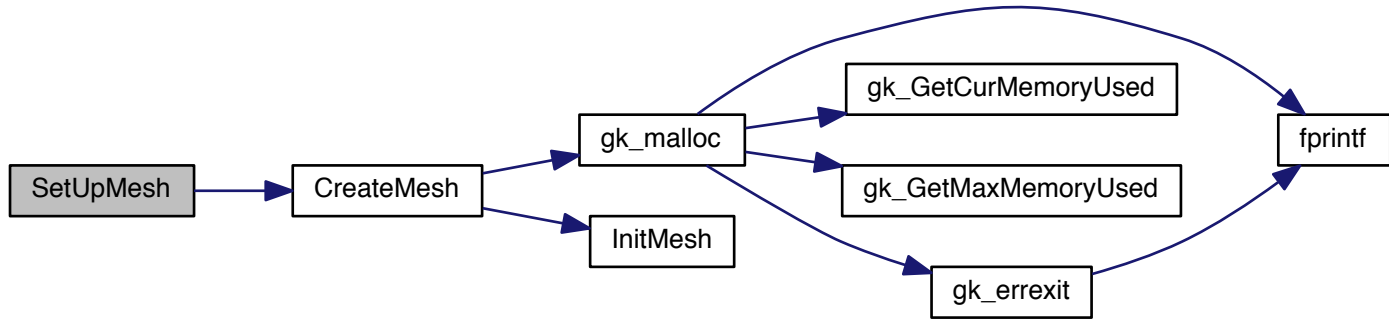 SetUpMesh
CreateMesh
gk_malloc
InitMesh
gk_GetCurMemoryUsed
gk_GetMaxMemoryUsed
gk_errexit
fprintf